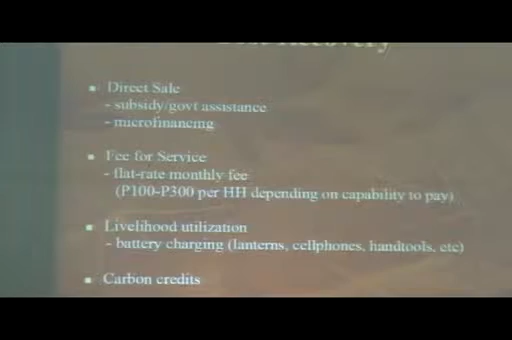 Recovery
■ Direct Sale
- subsidy/govt assistance
- microfinancing
■ Fee for Service
- flat-rate monthly fee
(P100-P300 per HH depending on capability to pay)
■ Livelihood utilization
- battery charging (lanterns, cellphones, handtools, etc)
■ Carbon credits